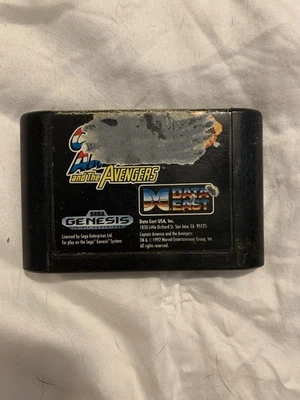 and the AVENGERS
DATA EAST
SEGA
GENESIS
Data East USA, Inc.
1850 Little Orchard St. San Jose, CA 95125
Licensed by Sega Enterprises Ltd.
for play on the Sega™ Genesis™ System.
Captain America and the Avengers:
TM & © 1992 Marvel Entertainment Group, Inc.
All rights reserved.